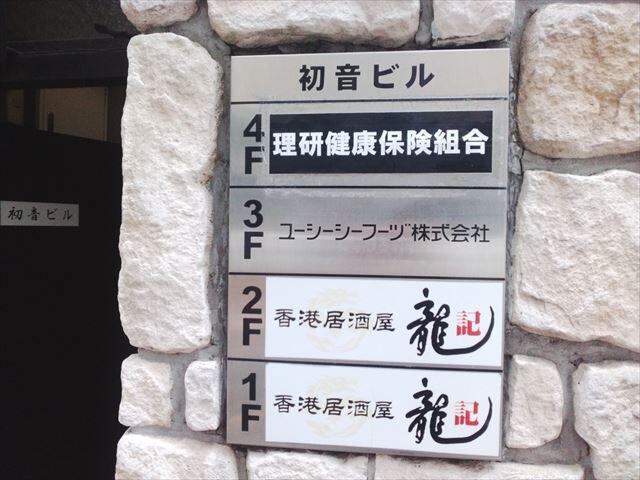 初音ビル
4F 理研健康保険組合
3F ユーシーシーフーヅ株式会社
2F 香港居酒屋 龍記
1F 香港居酒屋 龍記
初音ビル